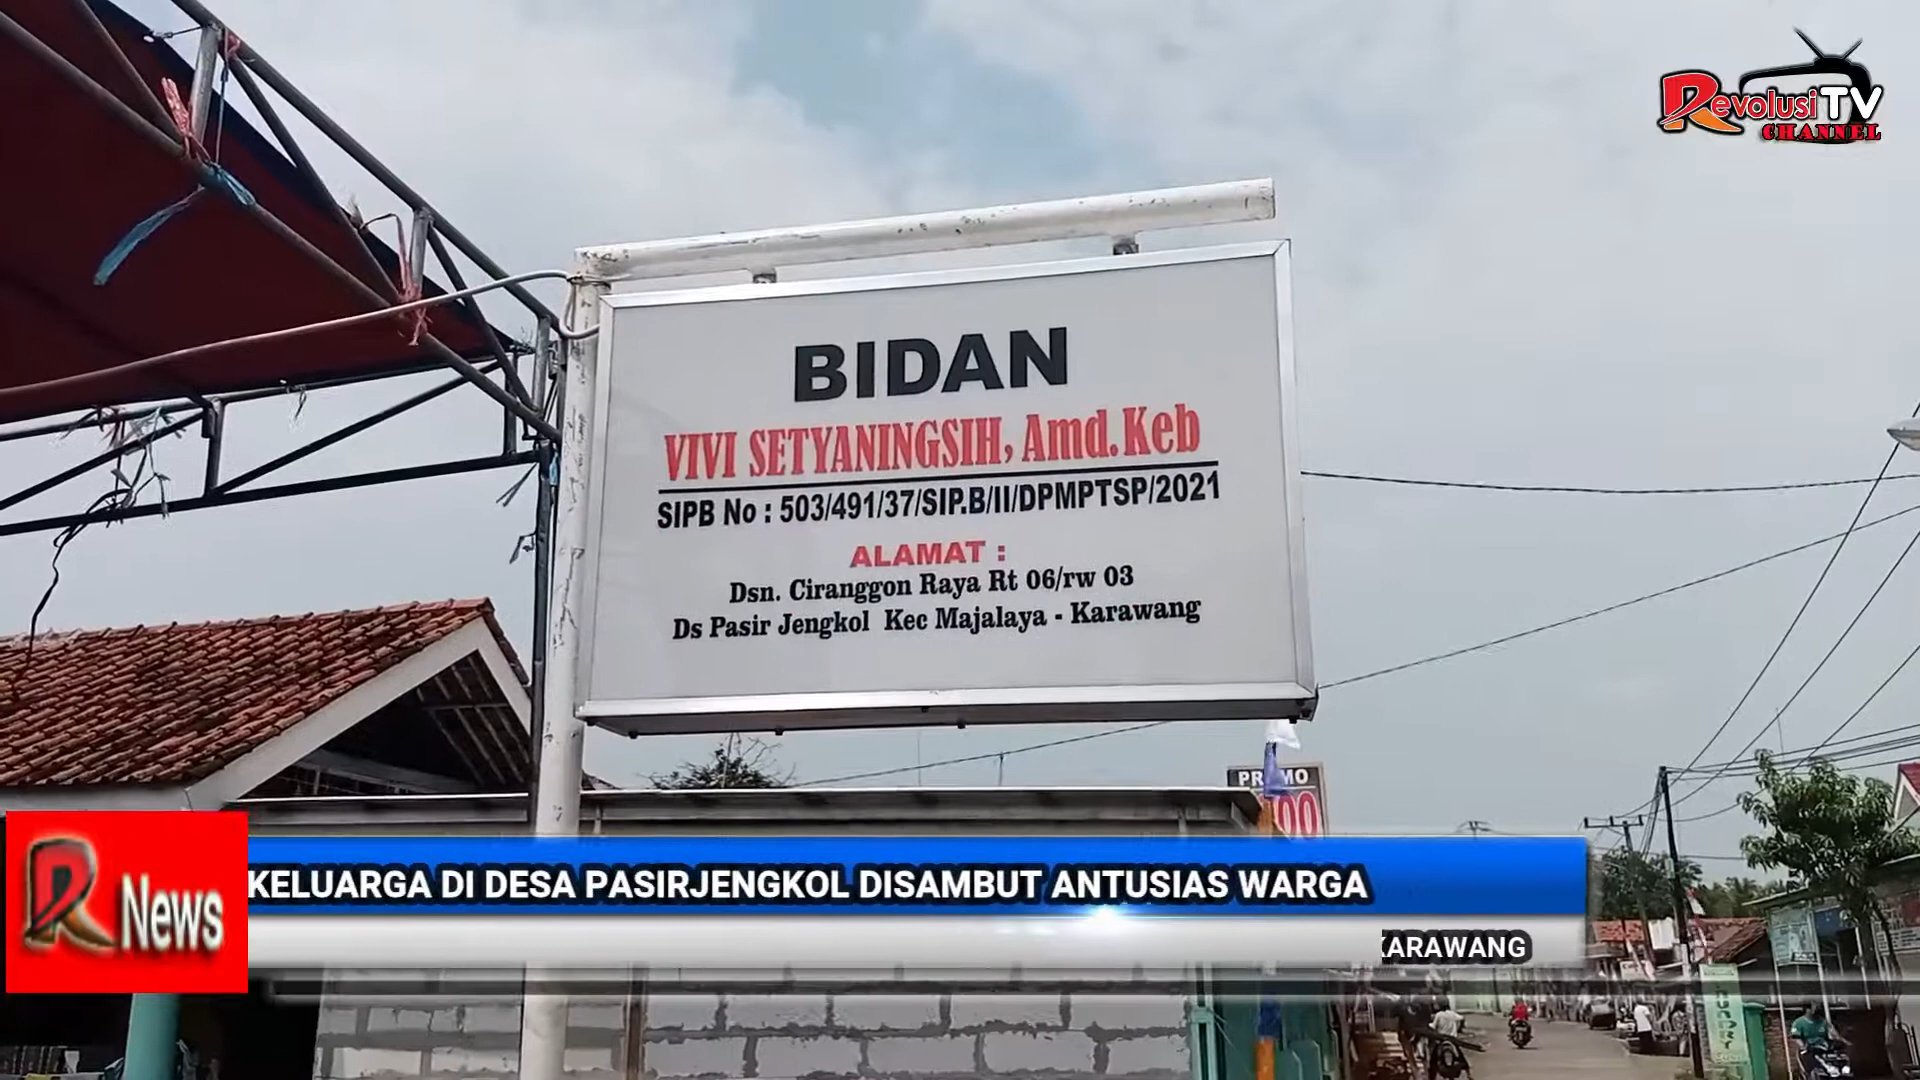 Revolusi TV
CHANNEL
BIDAN
VIVI SETYANINGSIH, Amd.Keb
SIPB No : 503/491/37/SIP.B/II/DPMPTSP/2021
ALAMAT :
Dsn. Ciranggon Raya Rt 06/rw 03
Ds Pasir Jengkol Kec Majalaya - Karawang
R News
KELUARGA DI DESA PASIRJENGKOL DISAMBUT ANTUSIAS WARGA
KARAWANG